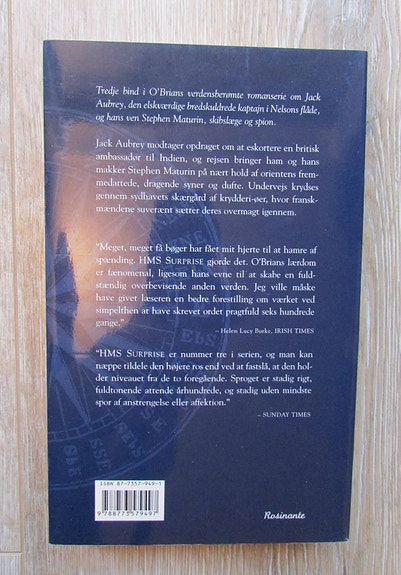 Tredje bind i O'Brians verdensberømte romanserie om Jack
Aubrey, den elskværdige bredskuldrede kaptajn i Nelsons flåde,
og hans ven Stephen Maturin, skibslæge og spion.
Jack Aubrey modtager opdraget om at eskortere en britisk
ambassadør til Indien, og rejsen bringer ham og hans
makker Stephen Maturin på nært hold af orientens frem-
medartede, dragende syner og dufte. Undervejs krydses
gennem sydhavets skærgård af krydderi-øer, hvor fransk-
mændene suverænt sætter deres overmagt igennem.
"Meget, meget få bøger har fået mit hjerte til at hamre af
spænding. HMS SURPRISE gjorde det. O'Brians lærdom
er fænomenal, ligesom hans evne til at skabe en fuld-
stændig overbevisende anden verden. Jeg ville måske
have givet læseren en bedre forestilling om værket ved
simpelthen at have skrevet ordet pragtfuld seks hundrede
gange."
– Helen Lucy Burke, IRISH TIMES
"HMS SURPRISE er nummer tre i serien, og man kan
næppe tildele den højere ros end ved at fastslå, at den hol-
der niveauet fra de to foregående. Sproget er stadig rigt,
fuldtonende attende århundrede, og stadig uden mindste
spor af anstrengelse eller affektion."
– SUNDAY TIMES
ISBN 87-7357-949-1
9 788773 579497
Rosinante